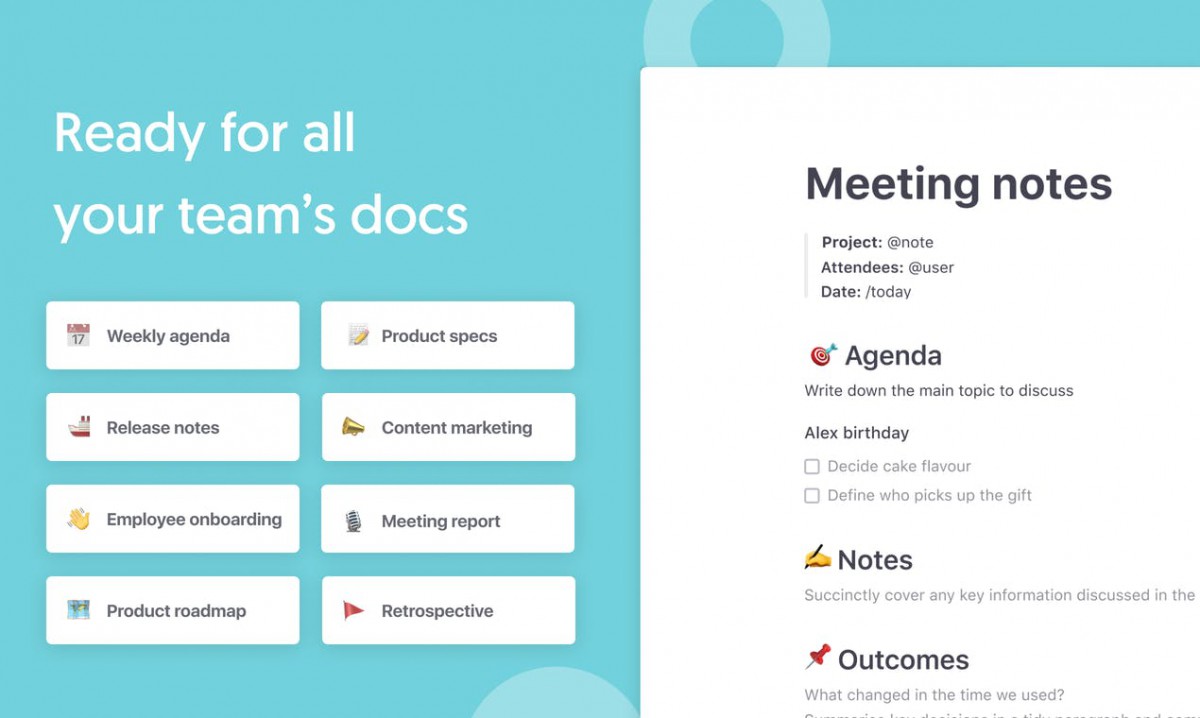 Ready for all
your team's docs
17
Weekly agenda
Product specs
Release notes
Content marketing
Employee onboarding
Meeting report
Product roadmap
Retrospective
Meeting notes
Project: @note
Attendees: @user
Date: /today
Agenda
Write down the main topic to discuss
Alex birthday
Decide cake flavour
Define who picks up the gift
Notes
Succinctly cover any key information discussed in the
Outcomes
What changed in the time we used?